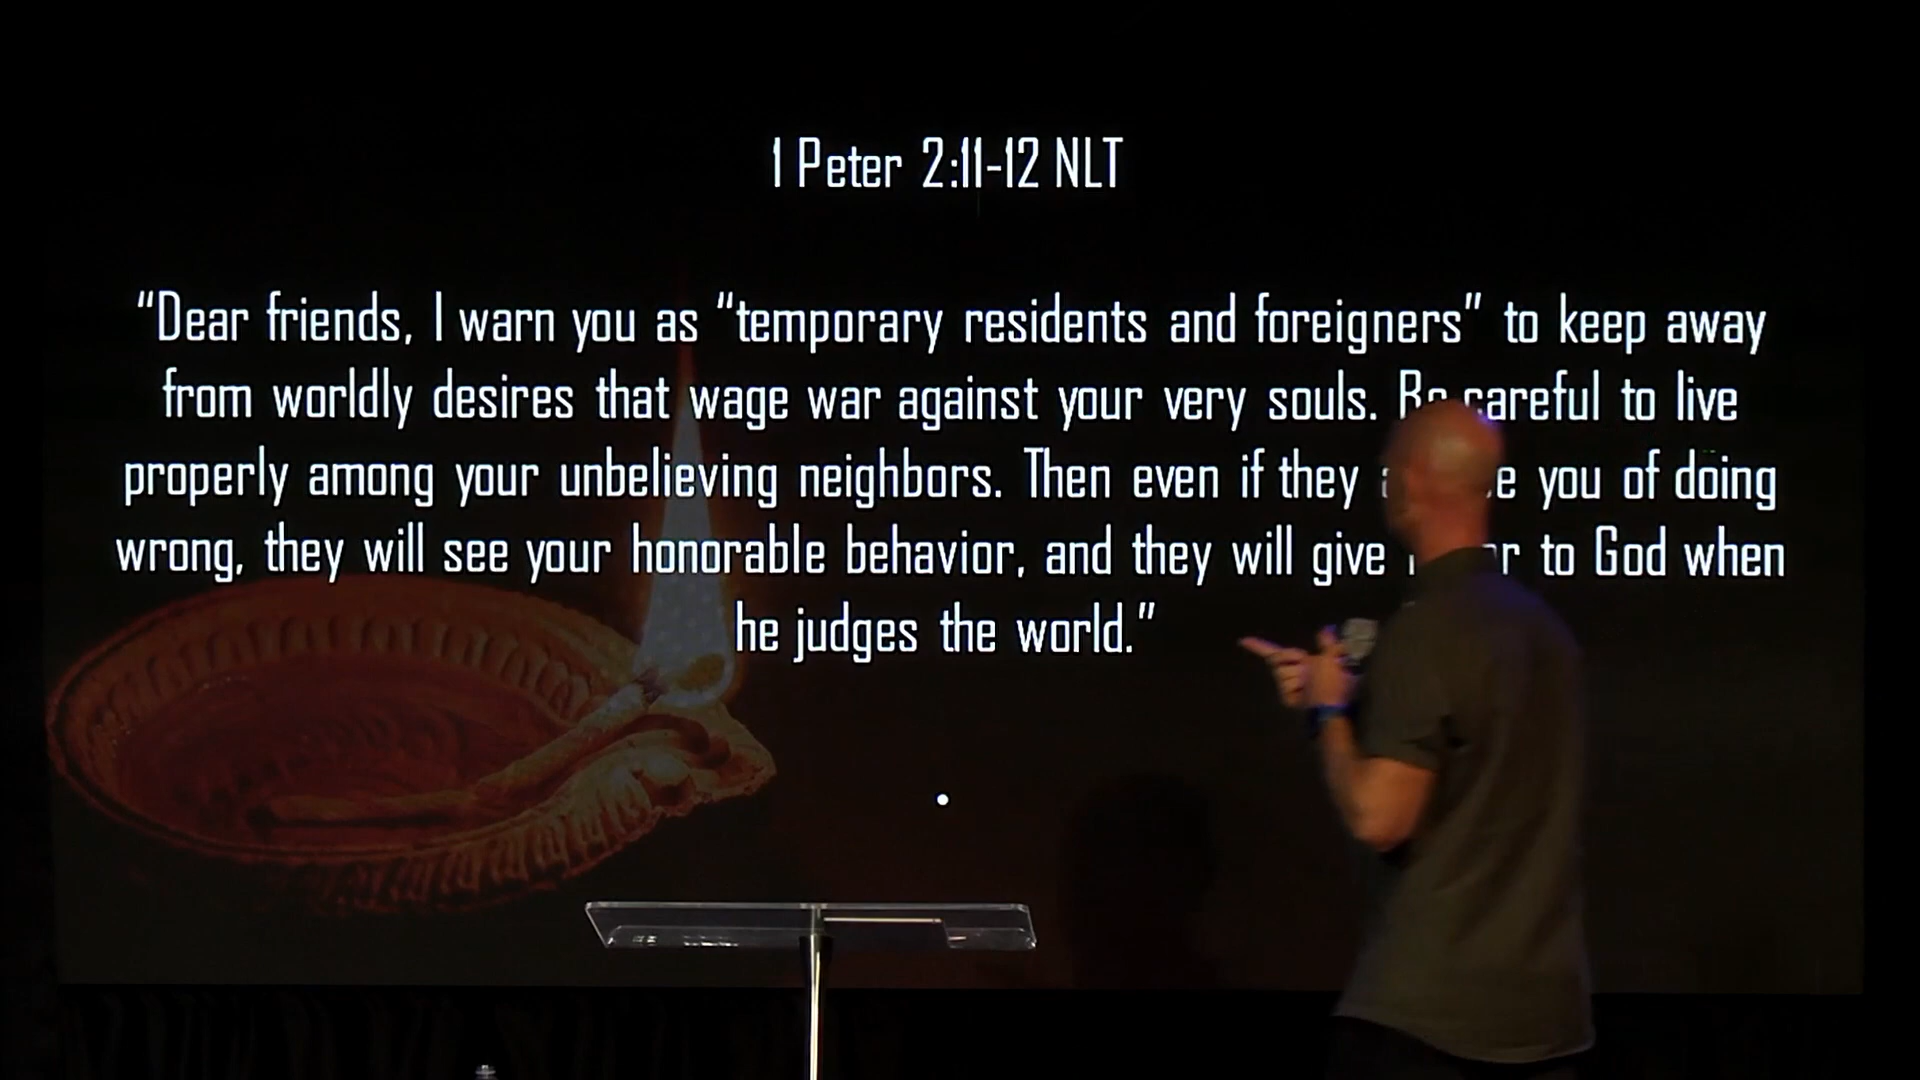 1 Peter 2:11-12 NLT
“Dear friends, I warn you as “temporary residents and foreigners” to keep away
from worldly desires that wage war against your very souls. Be careful to live
properly among your unbelieving neighbors. Then even if they you of doing
wrong, they will see your honorable behavior, and they will give to God when
he judges the world.”